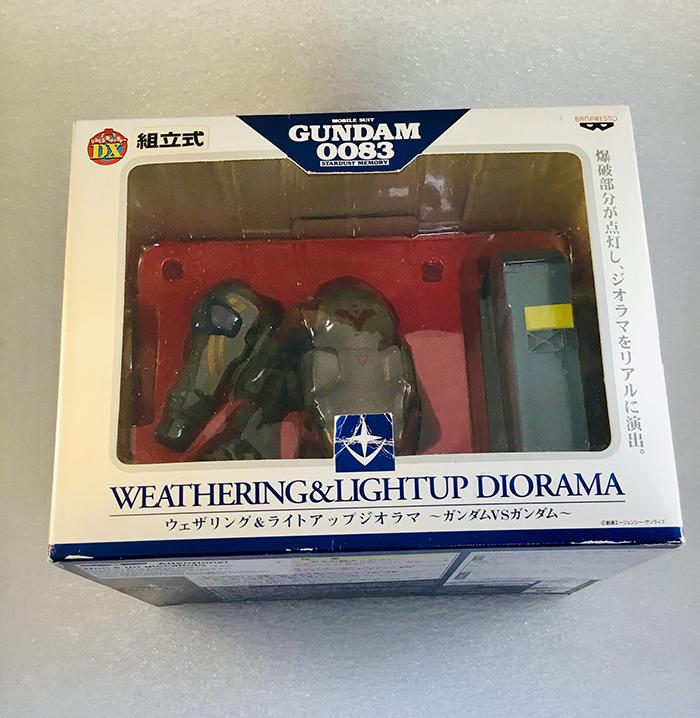 DX
組立式
MOBILE SUIT
GUNDAM
0083
STARDUST MEMORY
BANPRESTO
爆破部分が点灯し、ジオラマをリアルに演出。
WEATHERING&LIGHTUP DIORAMA
ウェザリング&ライトアップジオラマ ～ガンダムVSガンダム～
©創通エージェンシー・サンライズ